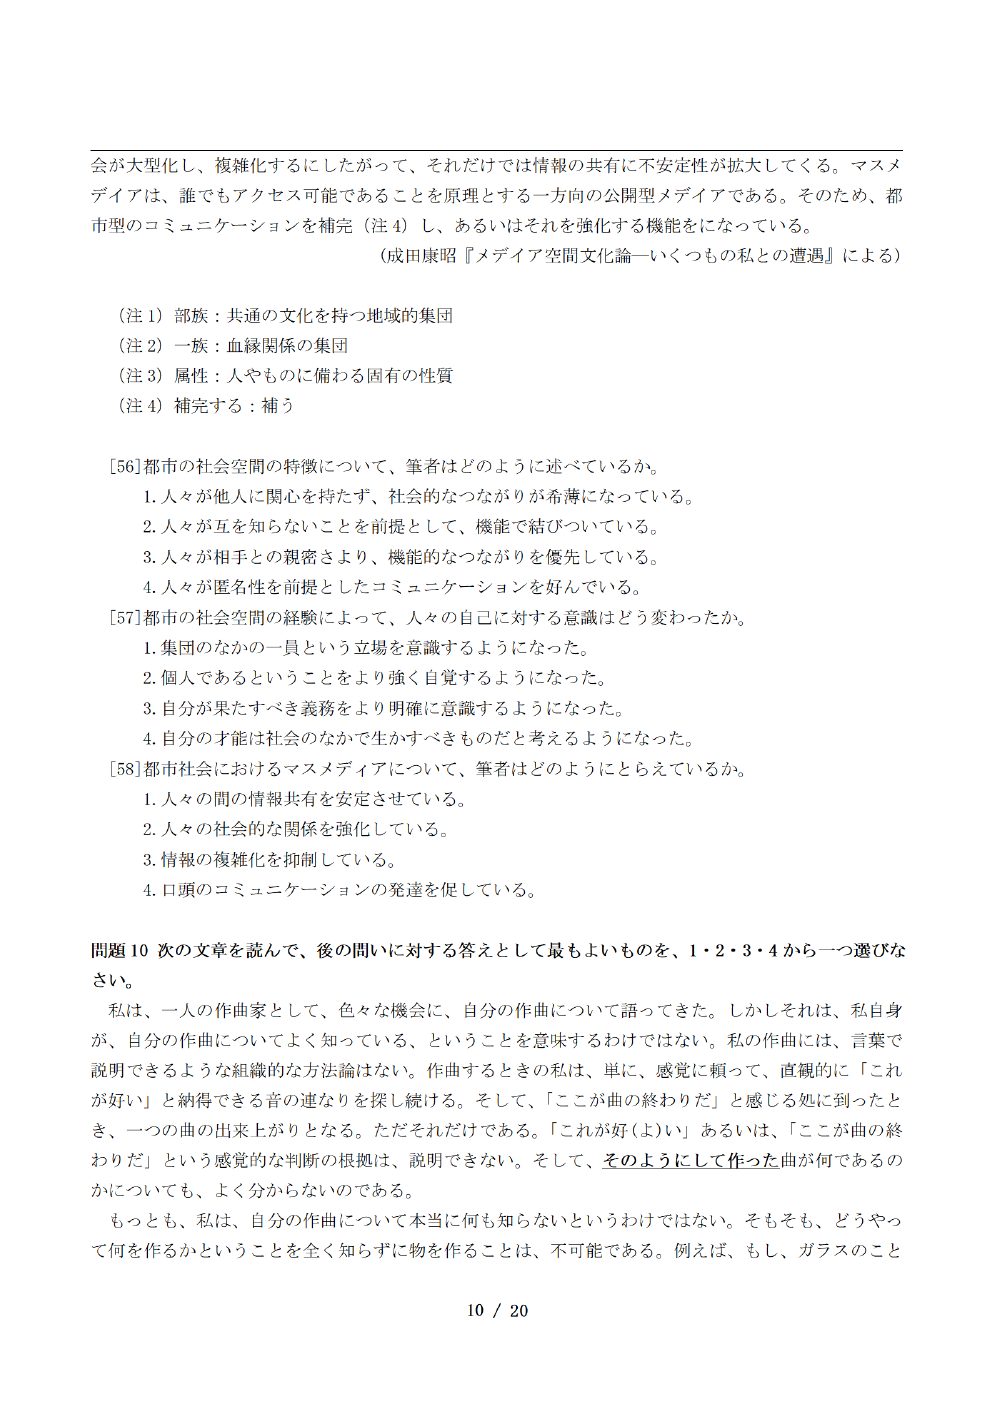 会が大型化し、複雑化するにしたがって、それだけでは情報の共有に不安定性が拡大してくる。マスメ
デイアは、誰でもアクセス可能であることを原理とする一方向の公開型メデイアである。そのため、都
市型のコミュニケーションを補完（注 4）し、あるいはそれを強化する機能をになっている。
（成田康昭『メデイア空間文化論―いくつもの私との遭遇』による）
（注 1）部族：共通の文化を持つ地域的集団
（注 2）一族：血縁関係の集団
（注 3）属性：人やものに備わる固有の性質
（注 4）補完する：補う
[56]都市の社会空間の特徴について、筆者はどのように述べているか。
1. 人々が他人に関心を持たず、社会的なつながりが希薄になっている。
2. 人々が互を知らないことを前提として、機能で結びついている。
3. 人々が相手との親密さより、機能的なつながりを優先している。
4. 人々が匿名性を前提としたコミュニケーションを好んでいる。
[57]都市の社会空間の経験によって、人々の自己に対する意識はどう変わったか。
1. 集団のなかの一員という立場を意識するようになった。
2. 個人であるということをより強く自覚するようになった。
3. 自分が果たすべき義務をより明確に意識するようになった。
4. 自分の才能は社会のなかで生かすべきものだと考えるようになった。
[58]都市社会におけるマスメディアについて、筆者はどのようにとらえているか。
1. 人々の間の情報共有を安定させている。
2. 人々の社会的な関係を強化している。
3. 情報の複雑化を抑制している。
4. 口頭のコミュニケーションの発達を促している。
問題 10 次の文章を読んで、後の問いに対する答えとして最もよいものを、1・2・3・4 から一つ選びな
さい。
私は、一人の作曲家として、色々な機会に、自分の作曲について語ってきた。しかしそれは、私自身
が、自分の作曲についてよく知っている、ということを意味するわけではない。私の作曲には、言葉で
説明できるような組織的な方法論はない。作曲するときの私は、単に、感覚に頼って、直観的に「これ
が好い」と納得できる音の連なりを探し続ける。そして、「ここが曲の終わりだ」と感じる処に到ったと
き、一つの曲の出来上がりとなる。ただそれだけである。「これが好(よ)い」あるいは、「ここが曲の終
わりだ」という感覚的な判断の根拠は、説明できない。そして、そのようにして作った曲が何であるの
かについても、よく分からないのである。
もっとも、私は、自分の作曲について本当に何も知らないというわけではない。そもそも、どうやっ
て何を作るかということを全く知らずに物を作ることは、不可能である。例えば、もし、ガラスのこと
10 / 20